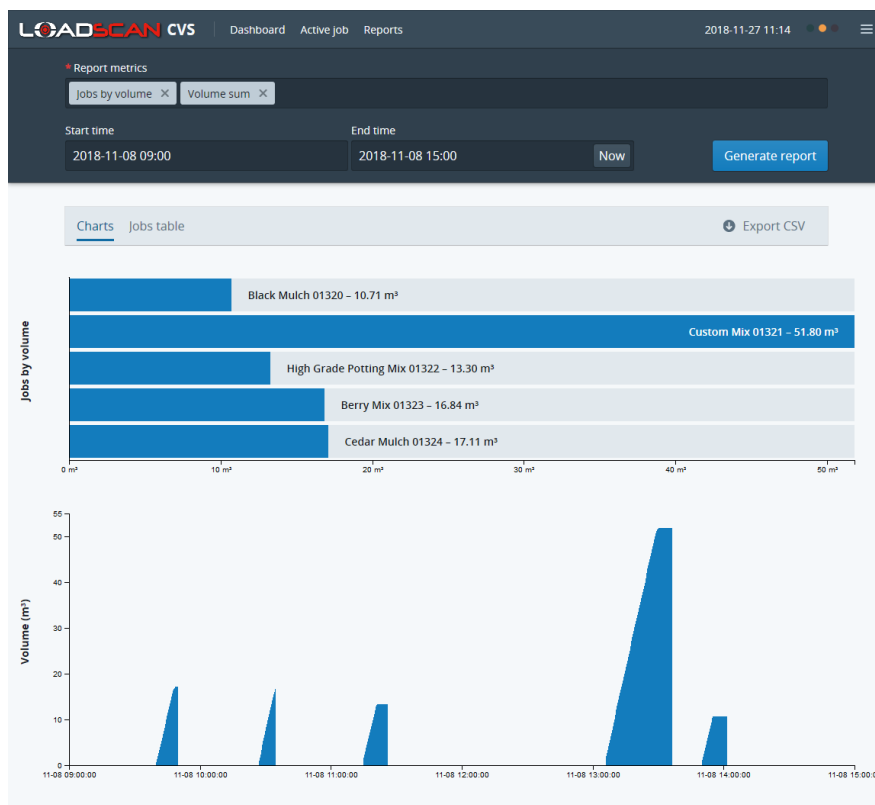 LOADSCAN CVS Dashboard Active job Reports 2018-11-27 11:14
* Report metrics
Jobs by volume × Volume sum ×
Start time End time
2018-11-08 09:00 2018-11-08 15:00 Now Generate report
Charts Jobs table Export CSV
Jobs by volume
Black Mulch 01320 – 10.71 m³
Custom Mix 01321 – 51.80 m³
High Grade Potting Mix 01322 – 13.30 m³
Berry Mix 01323 – 16.84 m³
Cedar Mulch 01324 – 17.11 m³
0 m³ 10 m³ 20 m³ 30 m³ 40 m³ 50 m³
Volume (m³)
55
50
40
30
20
10
0
11-08 09:00:00 11-08 10:00:00 11-08 11:00:00 11-08 12:00:00 11-08 13:00:00 11-08 14:00:00 11-08 15:00:0